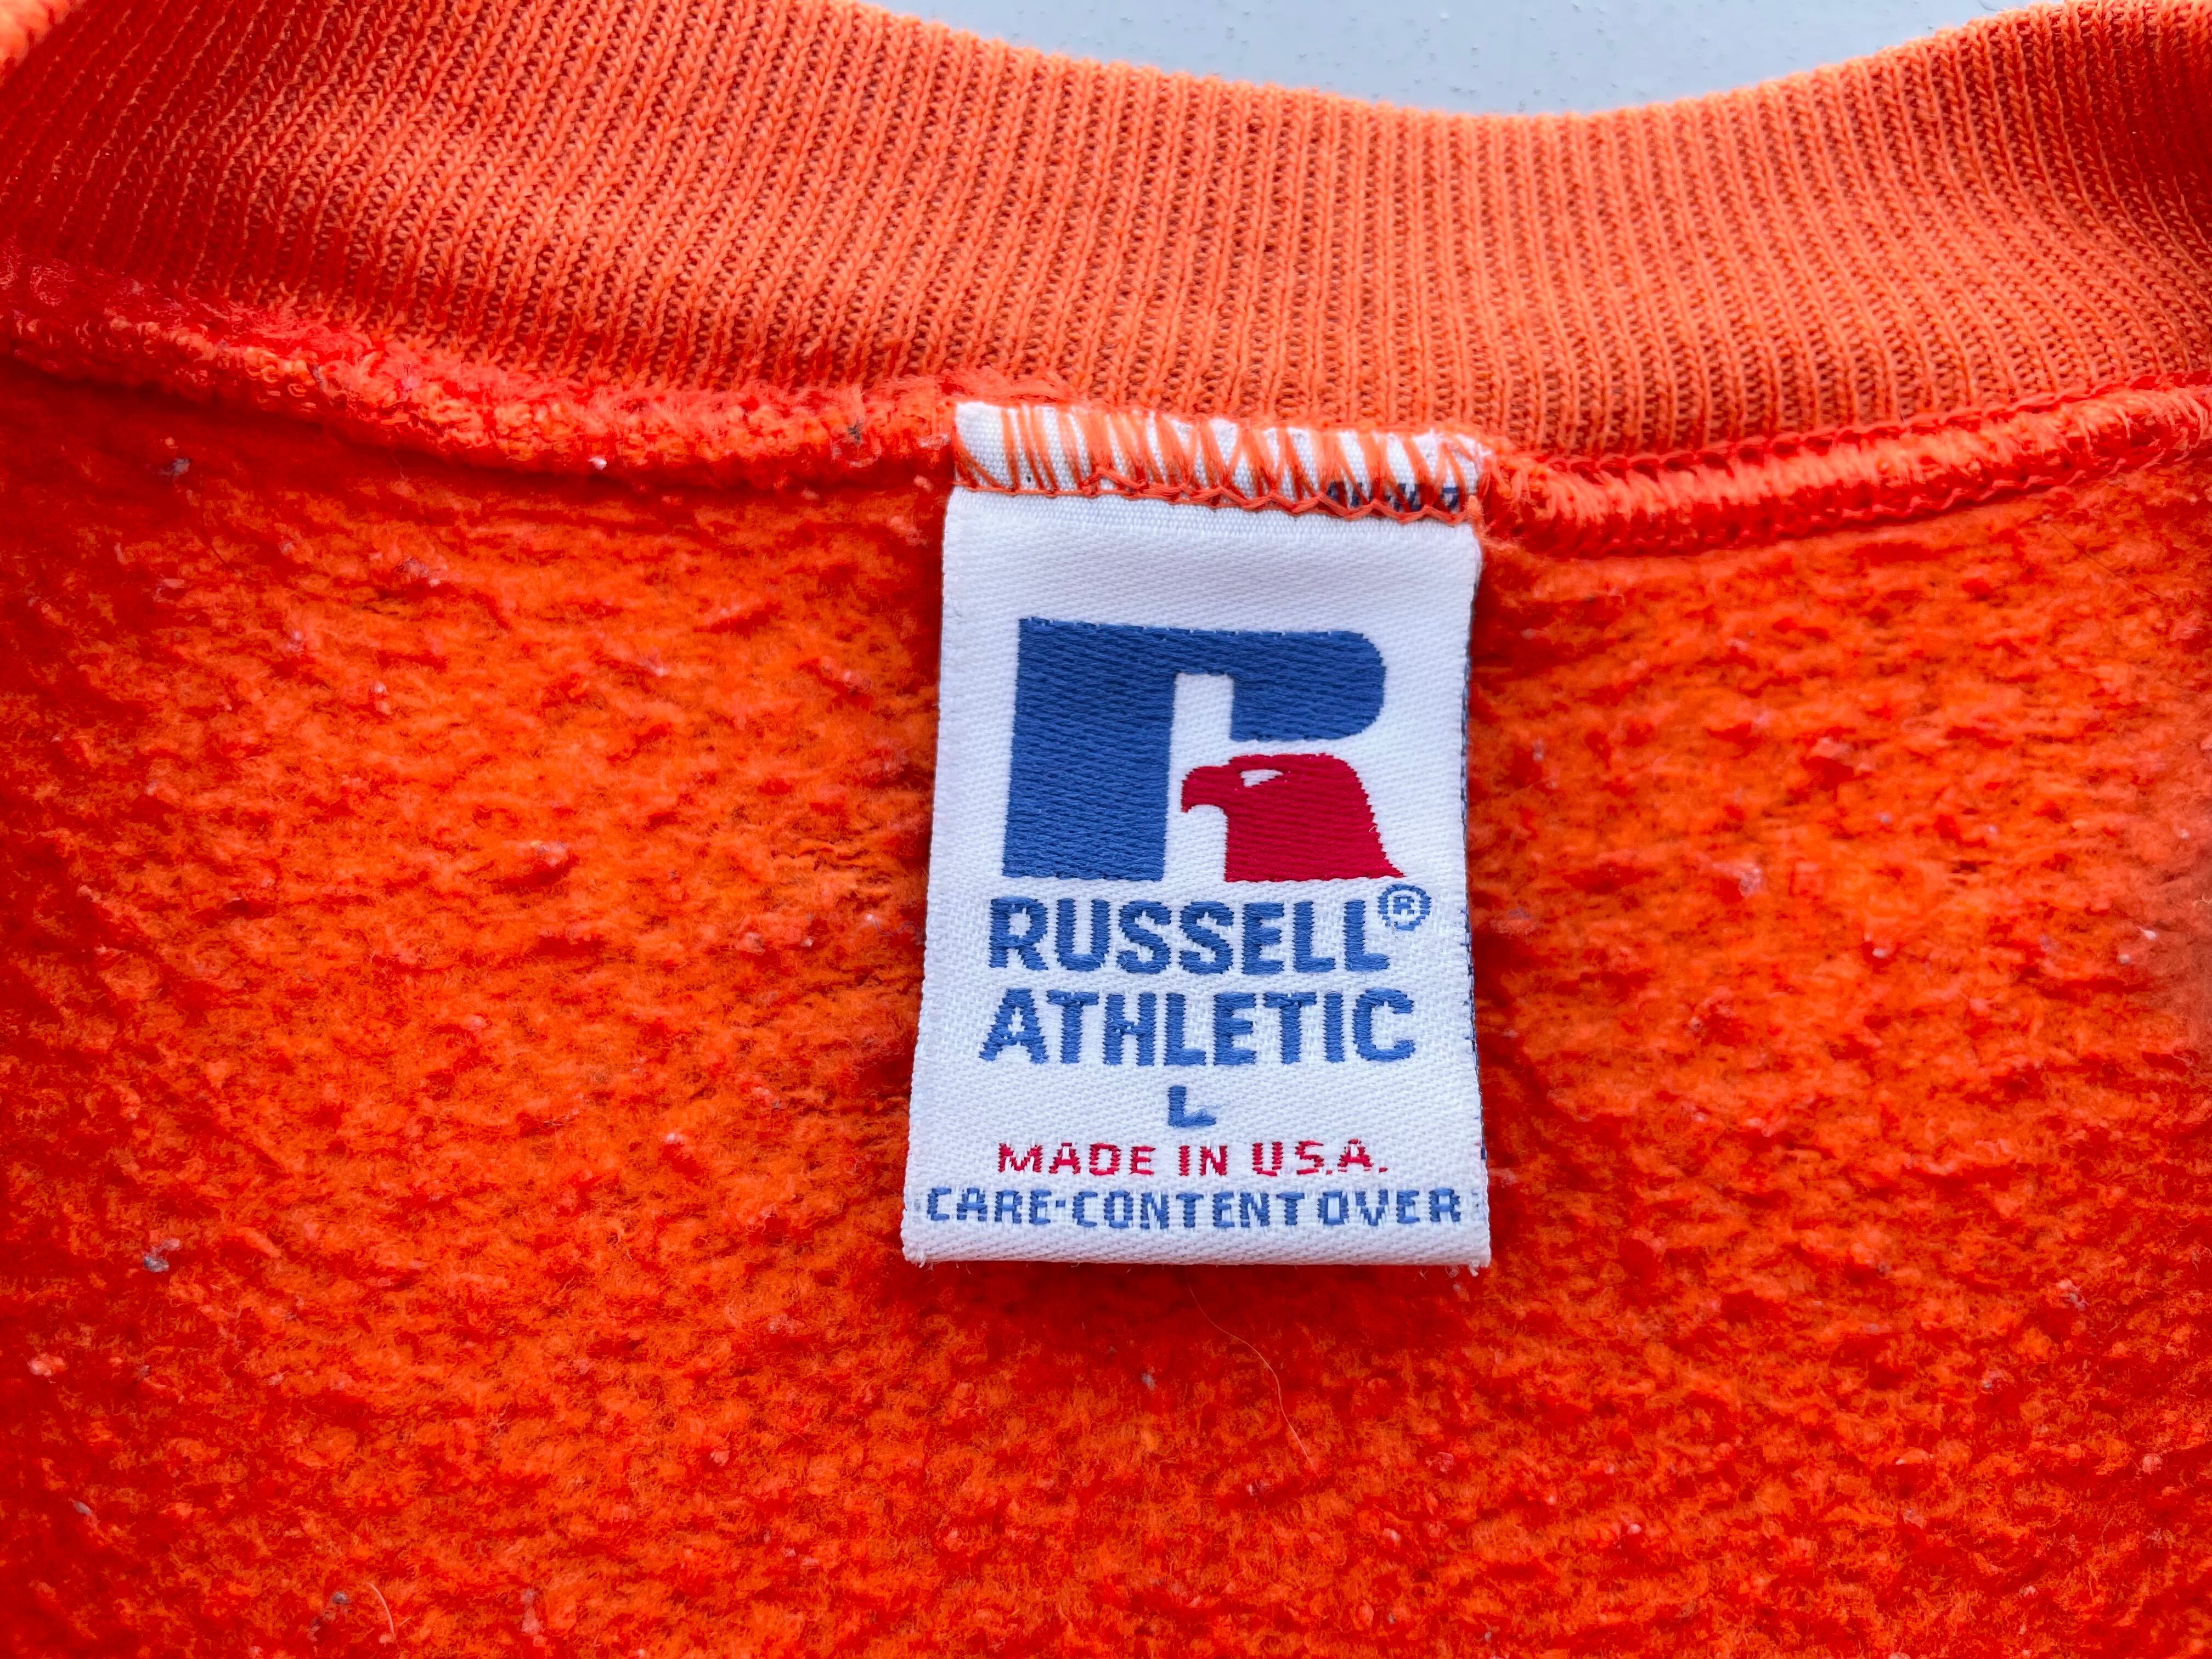 RUSSELL®
ATHLETIC
L
MADE IN U.S.A.
CARE-CONTENT OVER